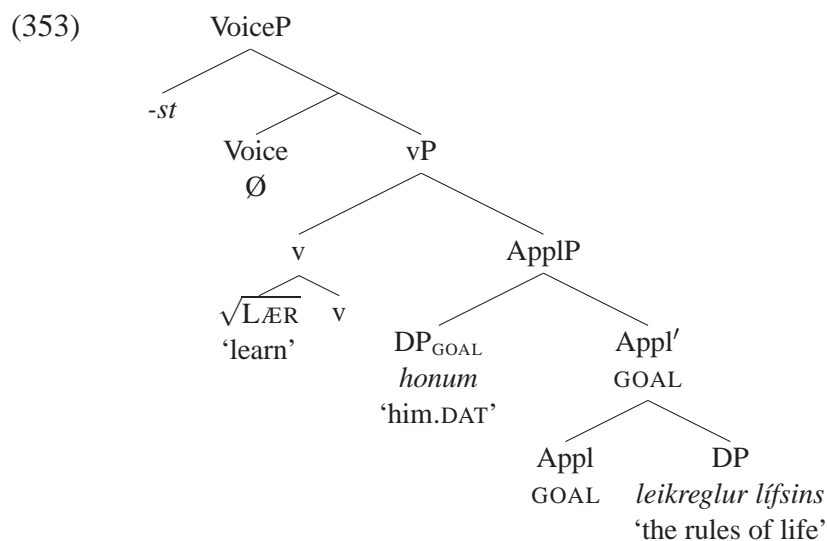 (353) VoiceP
-st
Voice vP
Ø
v ApplP
√LÆR v DP_GOAL Appl′
‘learn’ honum GOAL
‘him.DAT’
Appl DP
GOAL leikreglur lífsins
‘the rules of life’